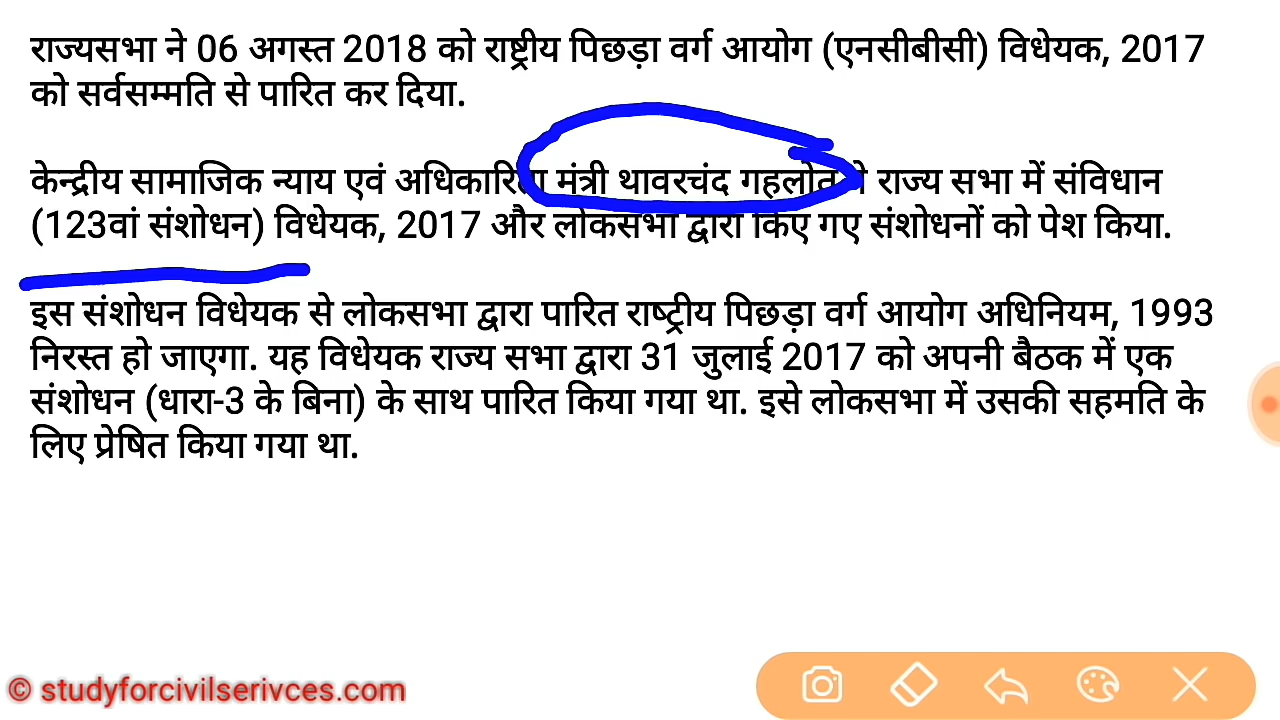 राज्यसभा ने 06 अगस्त 2018 को राष्ट्रीय पिछड़ा वर्ग आयोग (एनसीबीसी) विधेयक, 2017
को सर्वसम्मति से पारित कर दिया.
केन्द्रीय सामाजिक न्याय एवं अधिकारिता मंत्री थावरचंद गहलोत ने राज्य सभा में संविधान
(123वां संशोधन) विधेयक, 2017 और लोकसभा द्वारा किए गए संशोधनों को पेश किया.
इस संशोधन विधेयक से लोकसभा द्वारा पारित राष्ट्रीय पिछड़ा वर्ग आयोग अधिनियम, 1993
निरस्त हो जाएगा. यह विधेयक राज्य सभा द्वारा 31 जुलाई 2017 को अपनी बैठक में एक
संशोधन (धारा-3 के बिना) के साथ पारित किया गया था. इसे लोकसभा में उसकी सहमति के
लिए प्रेषित किया गया था.
© studyforcivilserivces.com